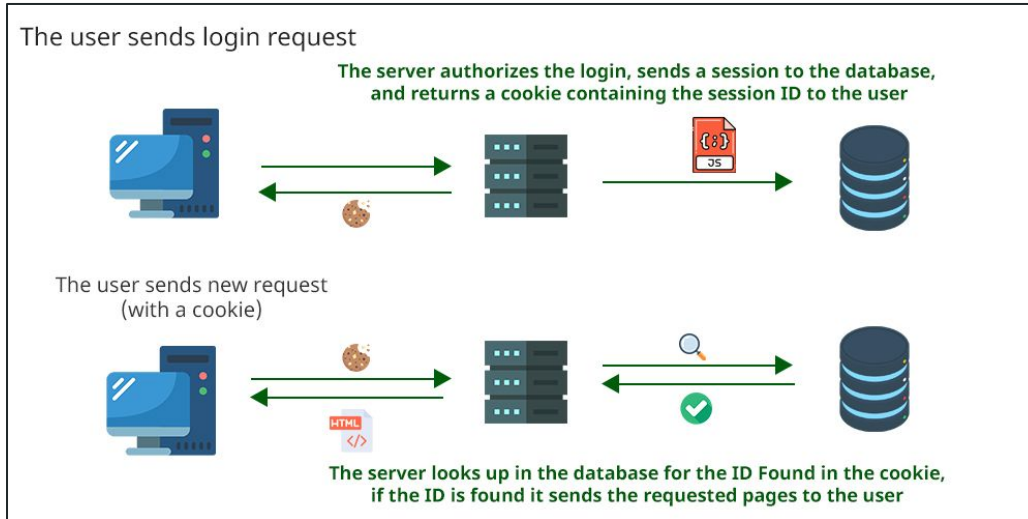 The user sends login request
The server authorizes the login, sends a session to the database,
and returns a cookie containing the session ID to the user
{;}
JS
The user sends new request
(with a cookie)
HTML
</>
The server looks up in the database for the ID Found in the cookie,
if the ID is found it sends the requested pages to the user